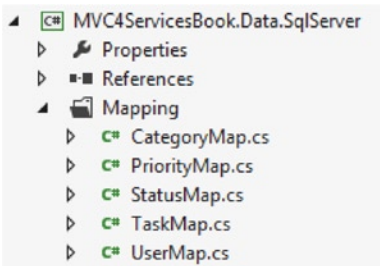 C# MVC4ServicesBook.Data.SqlServer
Properties
References
Mapping
C# CategoryMap.cs
C# PriorityMap.cs
C# StatusMap.cs
C# TaskMap.cs
C# UserMap.cs